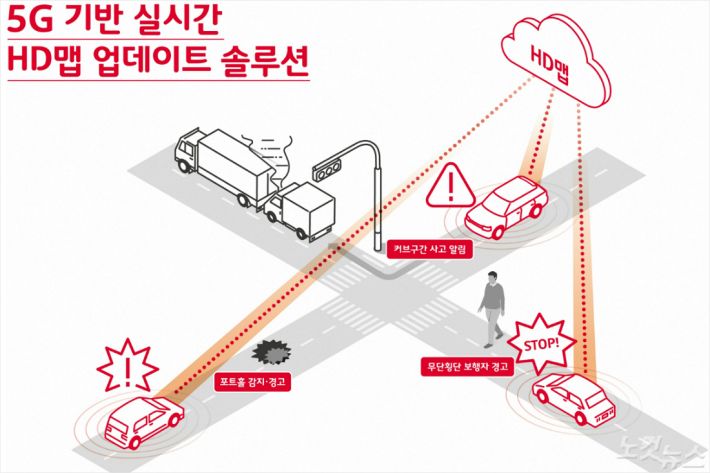 5G 기반 실시간
HD맵 업데이트 솔루션
HD맵
!
커브구간 사고 알림
!
STOP!
포트홀 감지·경고
무단횡단 보행자 경고
노컷뉴스